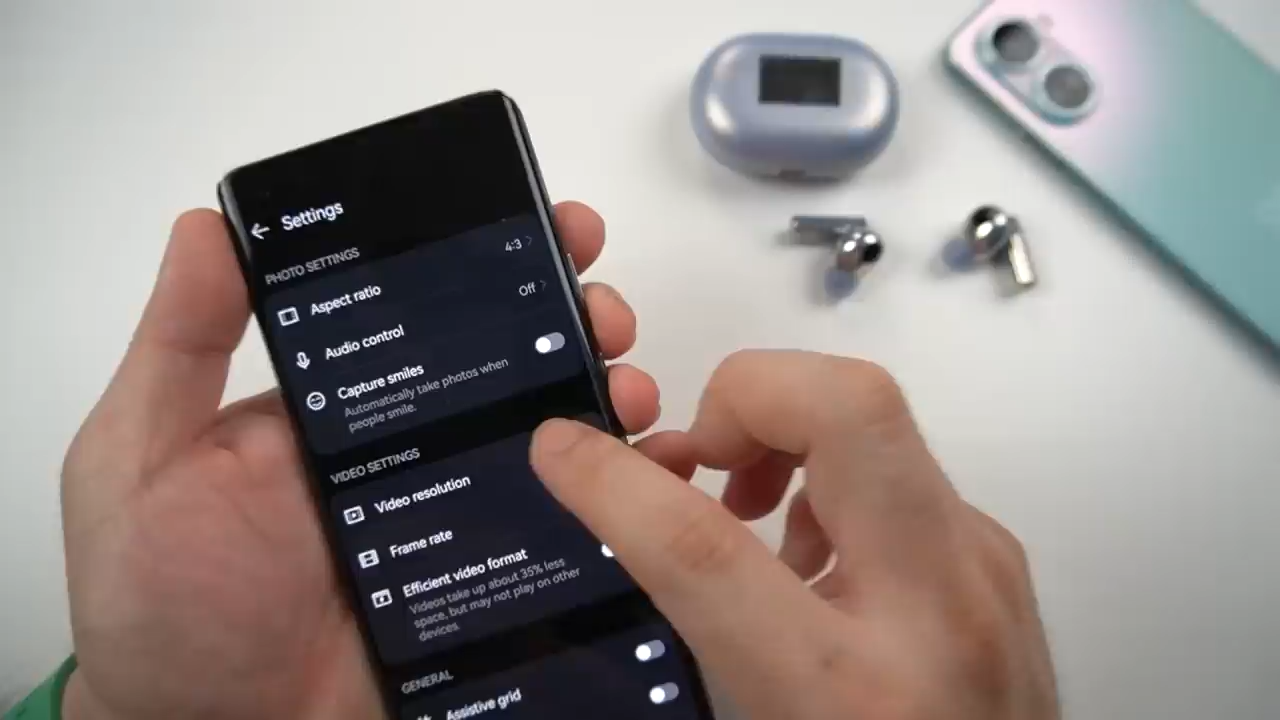 Settings
PHOTO SETTINGS
Aspect ratio 4:3
Audio control Off
Capture smiles
Automatically take photos when
people smile.
VIDEO SETTINGS
Video resolution
Frame rate
Efficient video format
Videos take up about 35% less
space, but may not play on other
devices.
GENERAL
Assistive grid